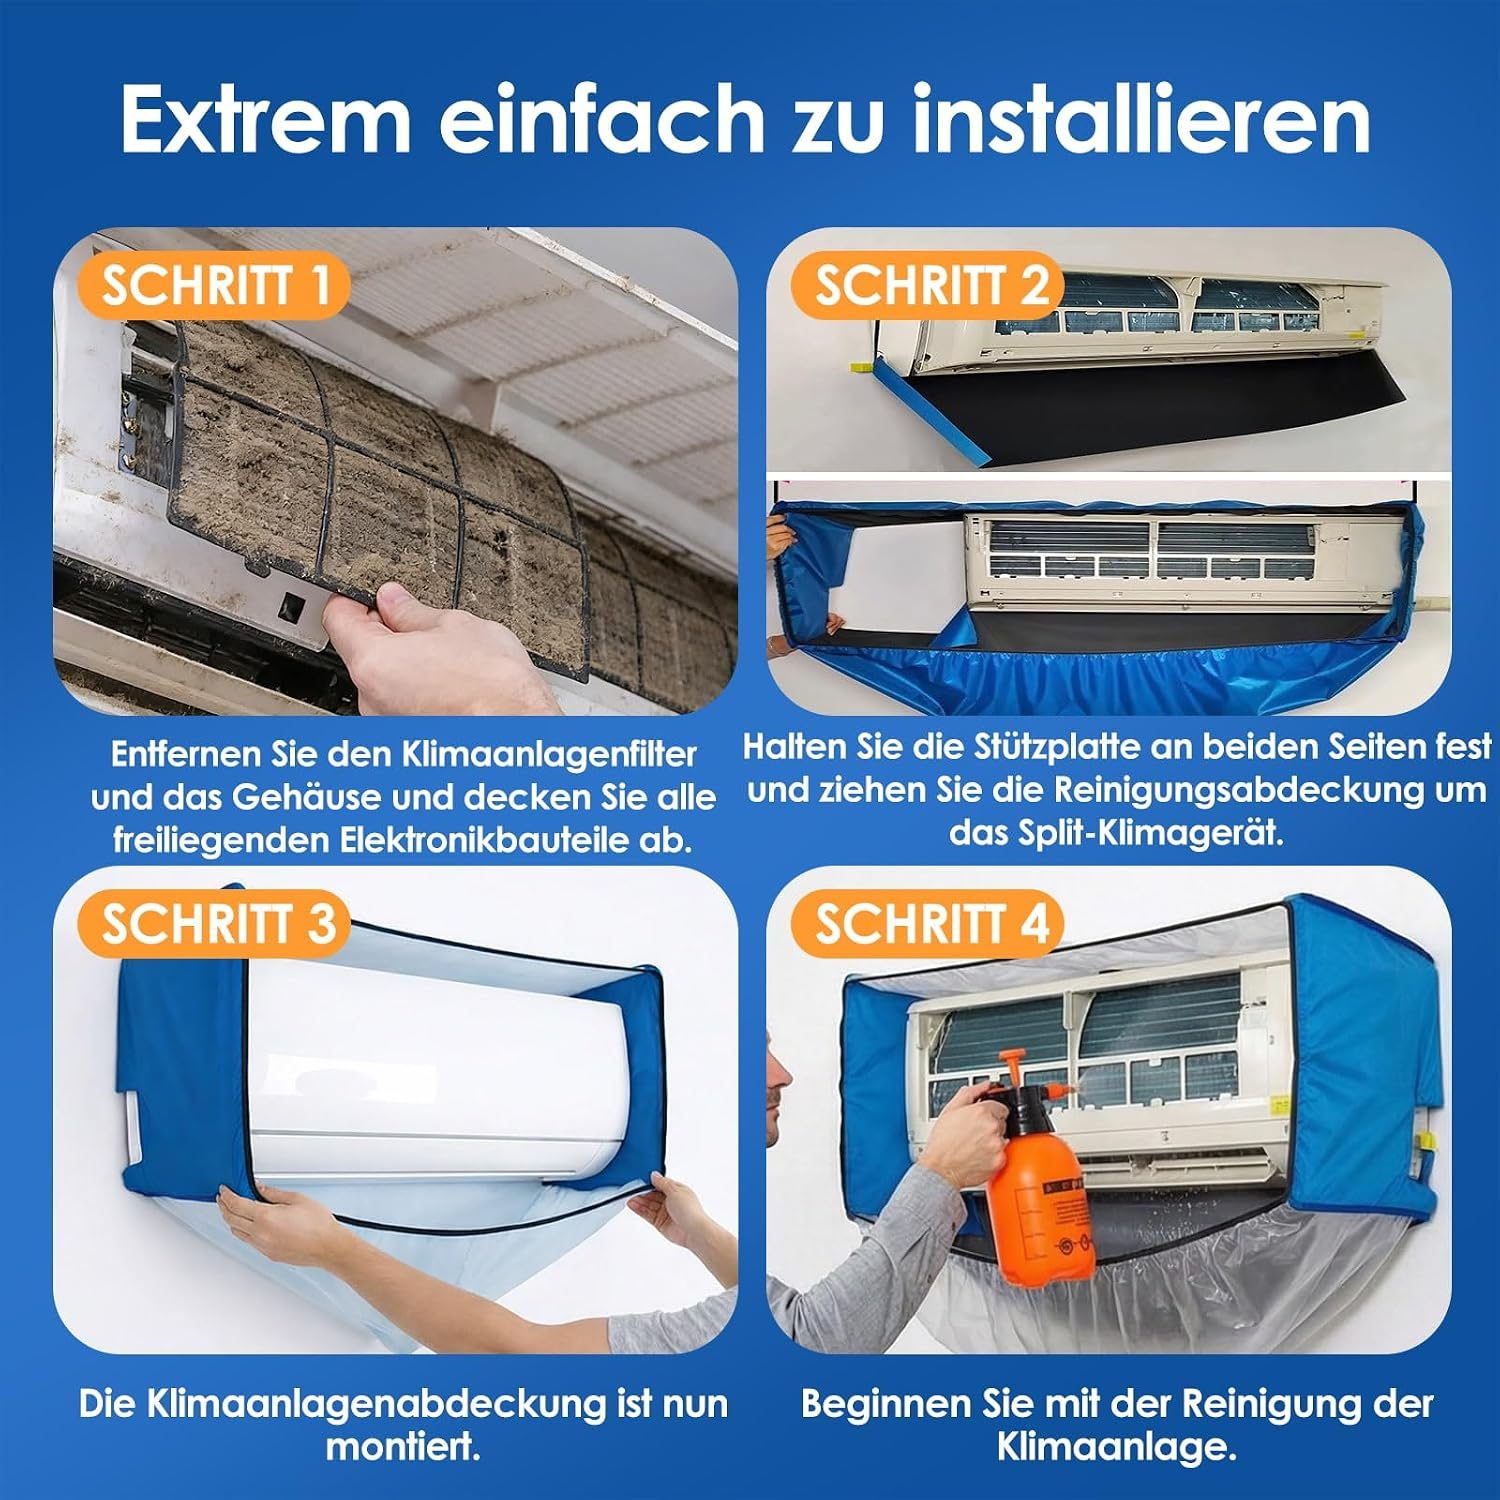 Extrem einfach zu installieren
SCHRITT 1
SCHRITT 2
Entfernen Sie den Klimaanlagenfilter
und das Gehäuse und decken Sie alle
freiliegenden Elektronikbauteile ab.
Halten Sie die Stützplatte an beiden Seiten fest
und ziehen Sie die Reinigungsabdeckung um
das Split-Klimagerät.
SCHRITT 3
SCHRITT 4
Die Klimaanlagenabdeckung ist nun
montiert.
Beginnen Sie mit der Reinigung der
Klimaanlage.